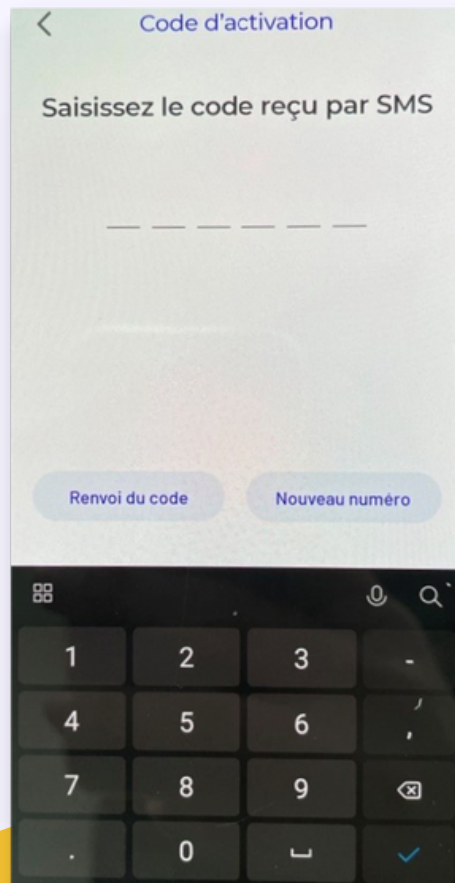 Code d'activation
Saisissez le code reçu par SMS
Renvoi du code
Nouveau numéro
1 2 3 -
4 5 6 ,
7 8 9
. 0